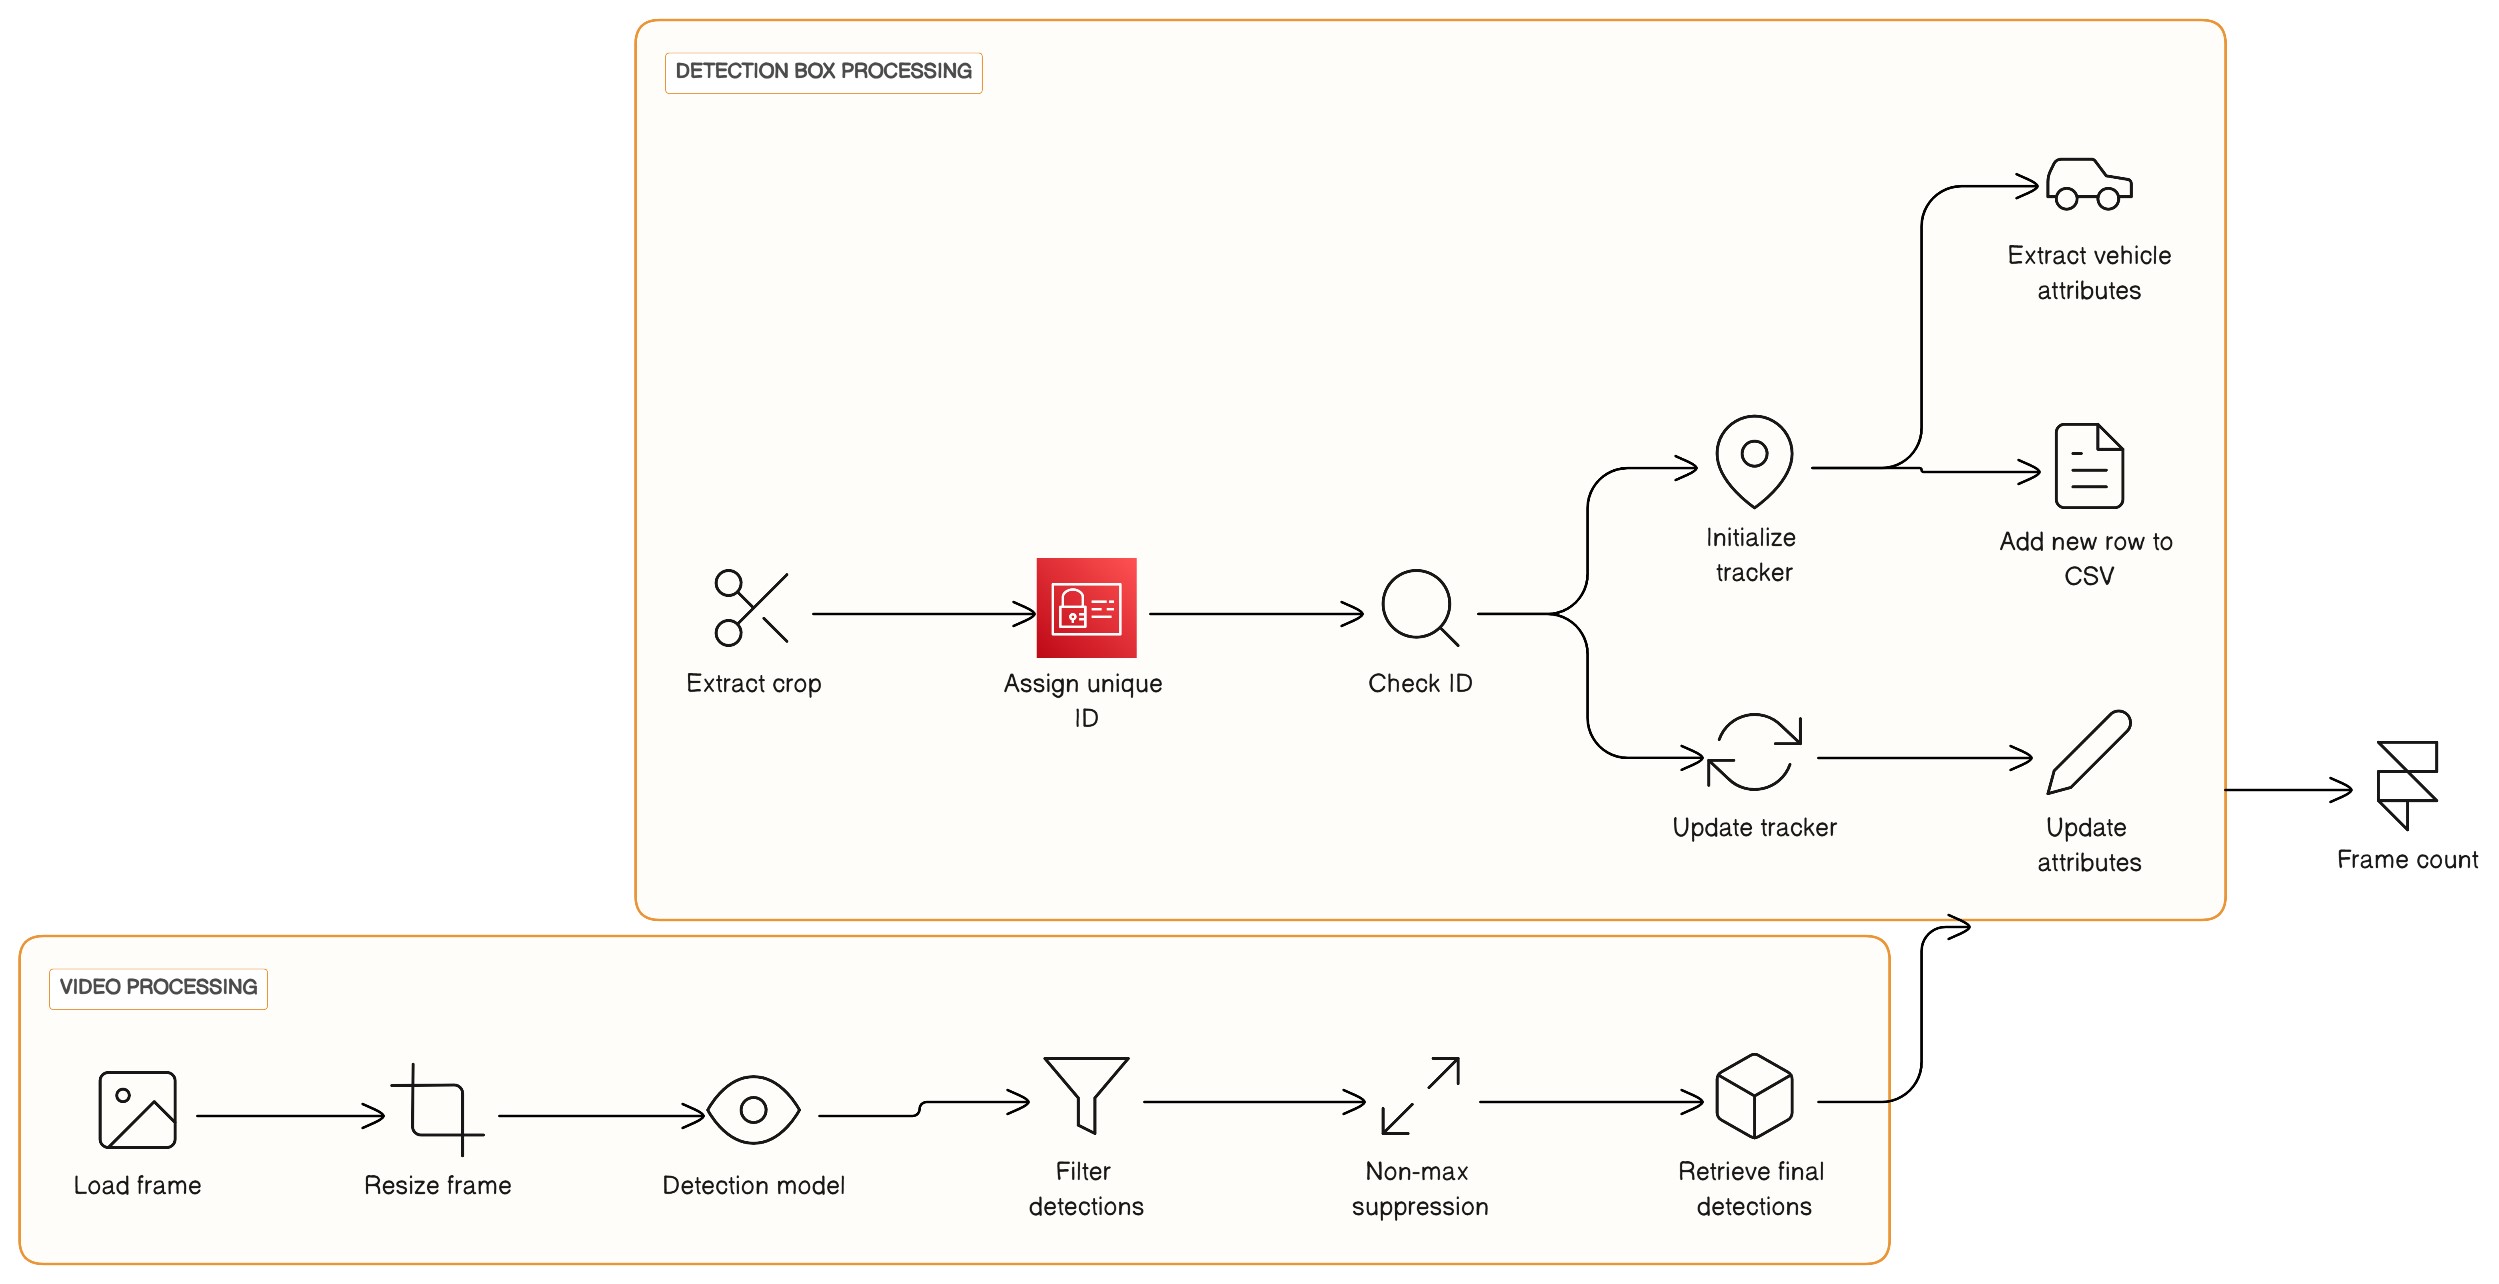 DETECTION BOX PROCESSING
Extract vehicle
attributes
Initialize
tracker
Add new row to
CSV
Extract crop
Assign unique
ID
Check ID
Update tracker
Update
attributes
Frame count
VIDEO PROCESSING
Load frame
Resize frame
Detection model
Filter
detections
Non-max
suppression
Retrieve final
detections